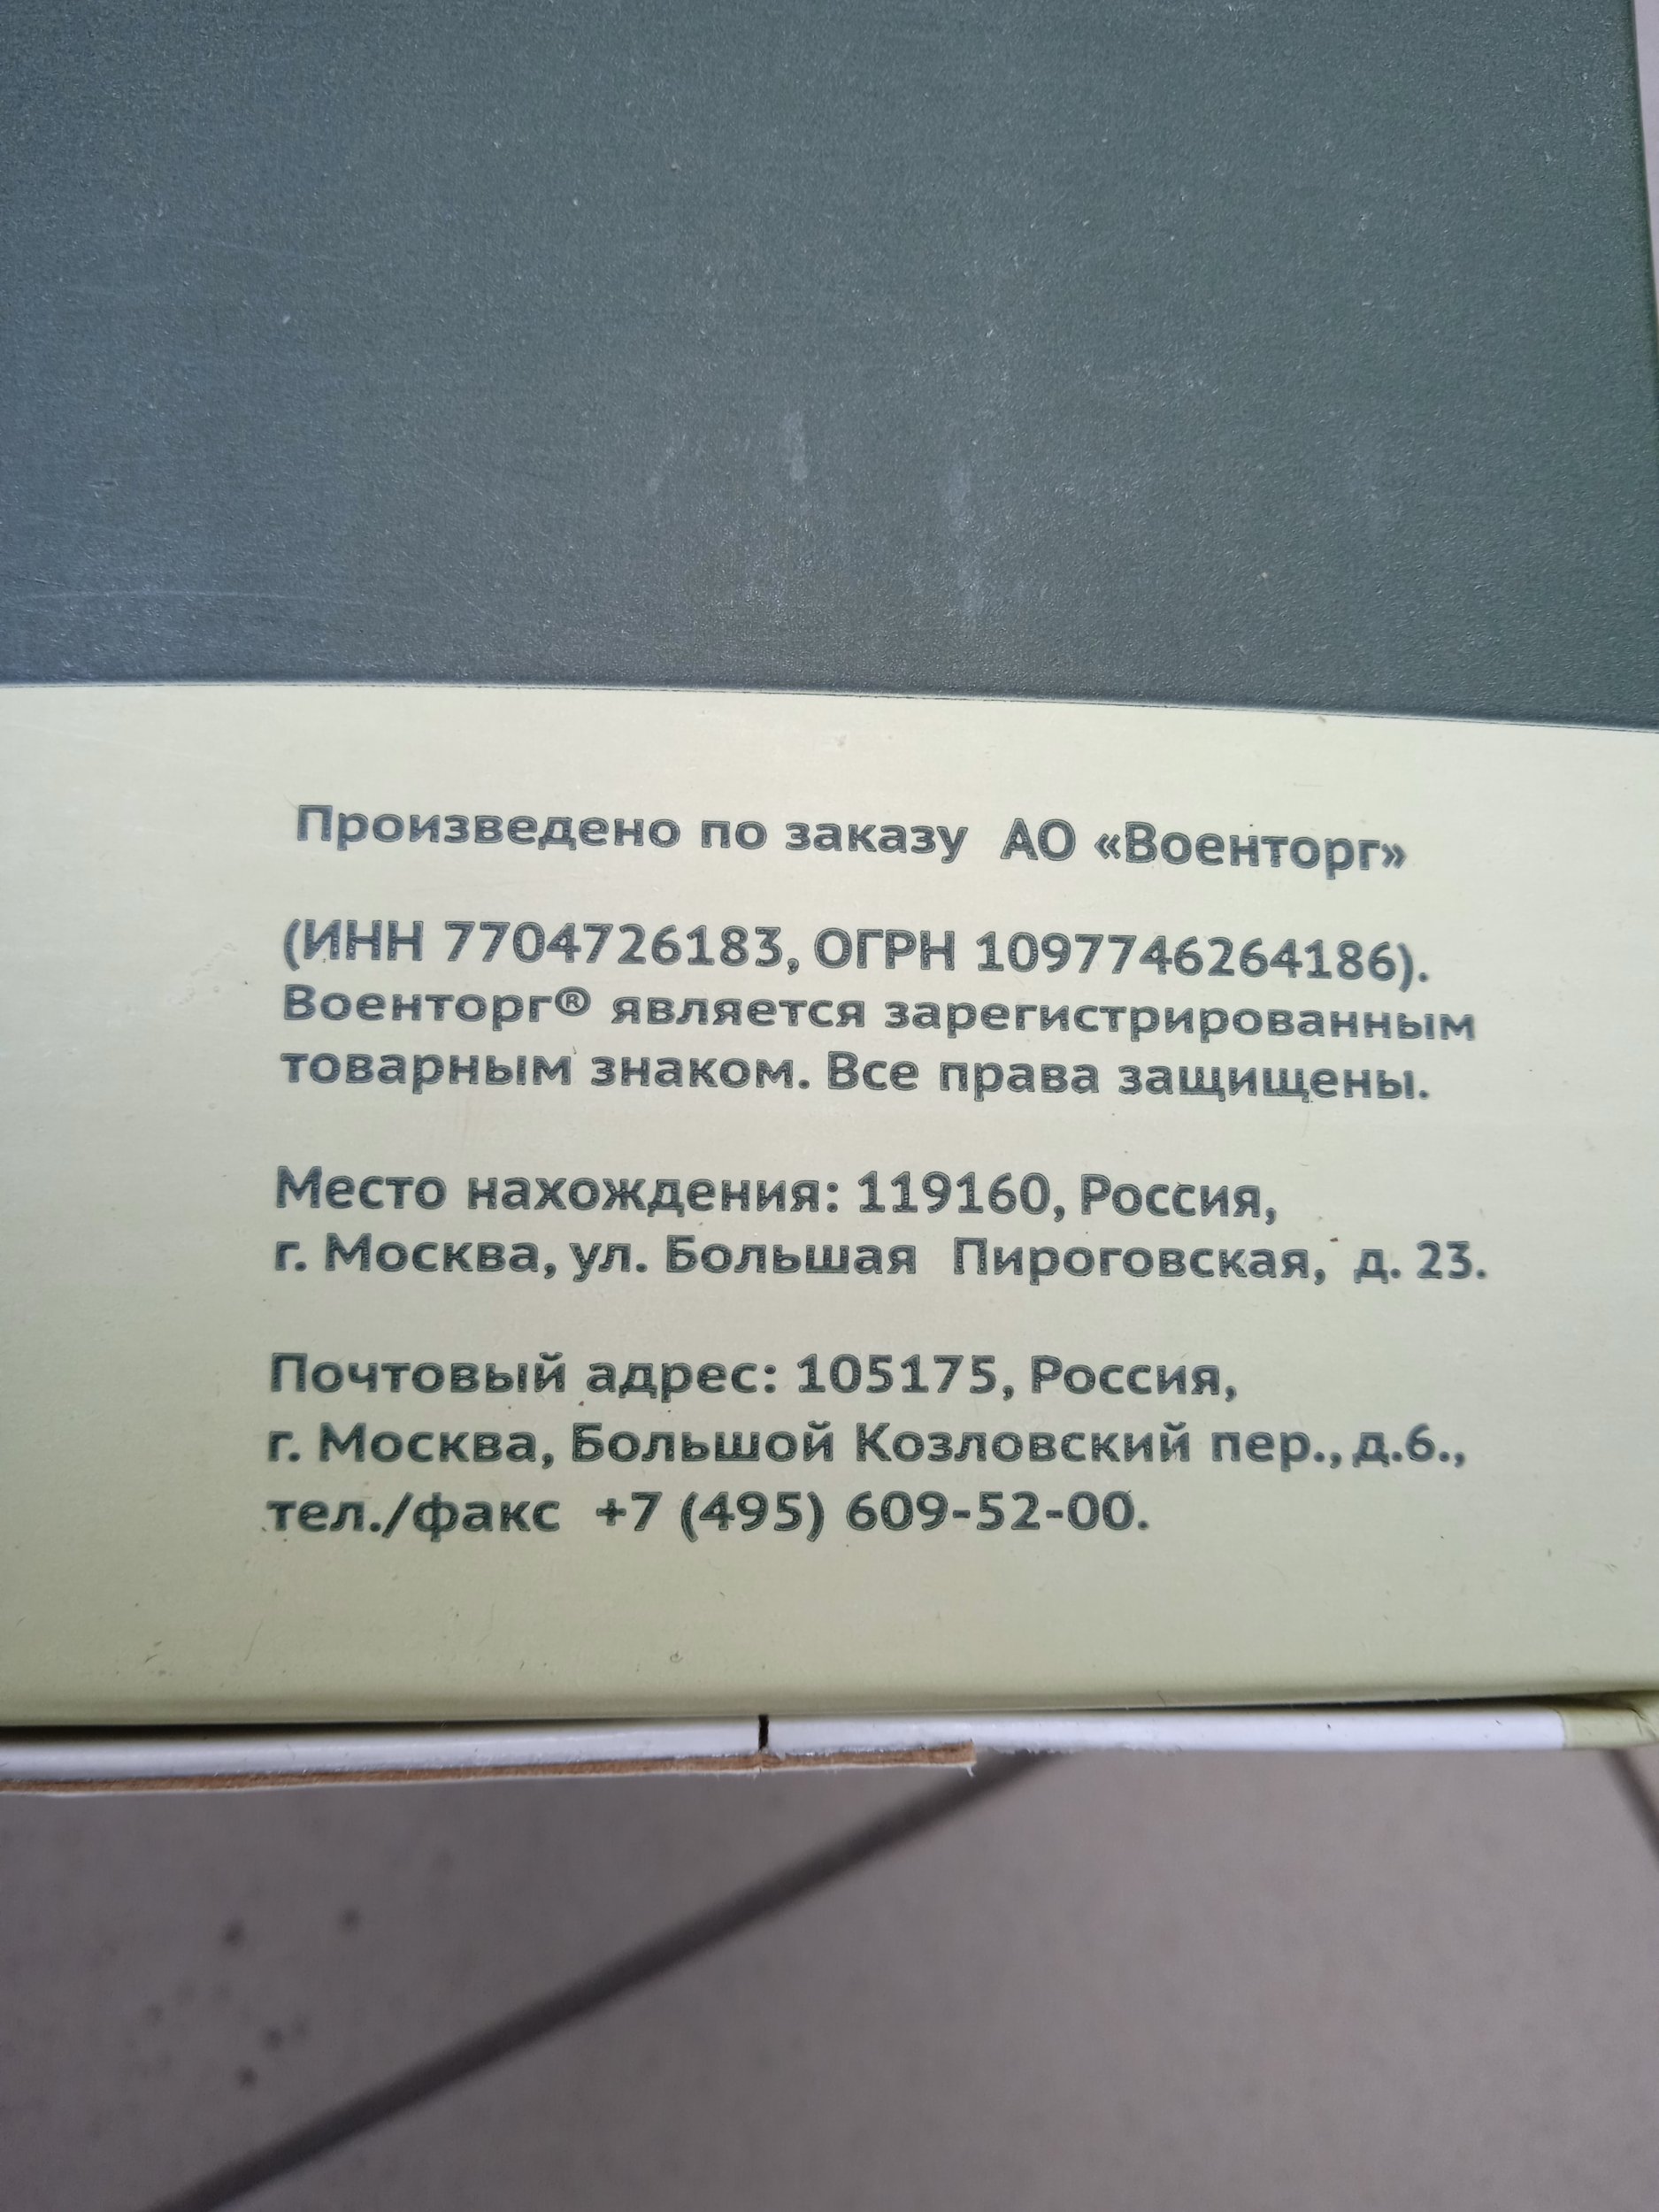 Произведено по заказу АО «Военторг»
(ИНН 7704726183, ОГРН 1097746264186).
Военторг® является зарегистрированным
товарным знаком. Все права защищены.
Место нахождения: 119160, Россия,
г. Москва, ул. Большая Пироговская, д. 23.
Почтовый адрес: 105175, Россия,
г. Москва, Большой Козловский пер., д.6.,
тел./факс +7 (495) 609-52-00.